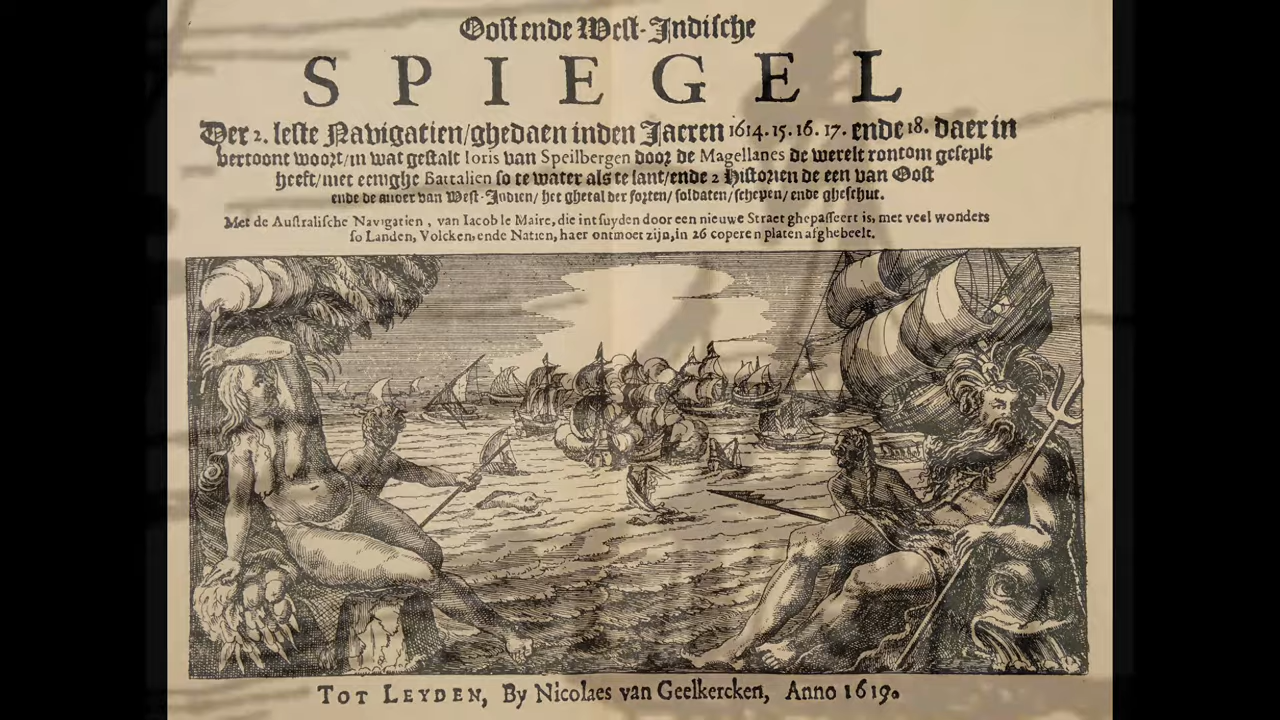 Oost ende West-Indische
SPIEGEL
Der 2. leste Navigatien/ghedaen inden Jaeren 1614. 15. 16. 17. ende 18. daer in
vertoont woort/in wat gestalt Ioris van Speilbergen door de Magellanes de werelt rontom geseylt
heeft/met eenighe Battalien so te water als te lant/ende 2 Historien de een van Oost
ende de ander van West-Indien/ het ghetal der forten/ soldaten/schepen/ ende gheschut.
Met de Australische Navigatien, van Iacob le Maire, die int suyden door een nieuwe Straet ghepasseert is, met veel wonders
so Landen, Volcken, ende Natien, haer ontmoet zijn, in 26 coperen platen afghebeelt.
TOT LEYDEN, By Nicolaes van Geelkercken, Anno 1619.